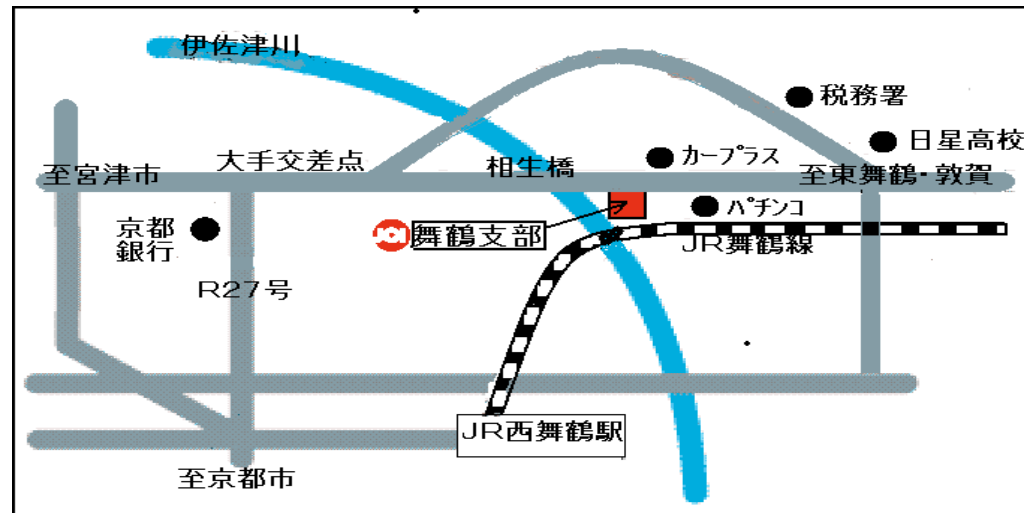 伊佐津川
税務署
日星高校
大手交差点
相生橋
ｶｰﾌﾟﾗｽ
至宮津市
至東舞鶴・敦賀
ﾊﾟﾁﾝｺ
京都
銀行
舞鶴支部
JR舞鶴線
R27号
JR西舞鶴駅
至京都市